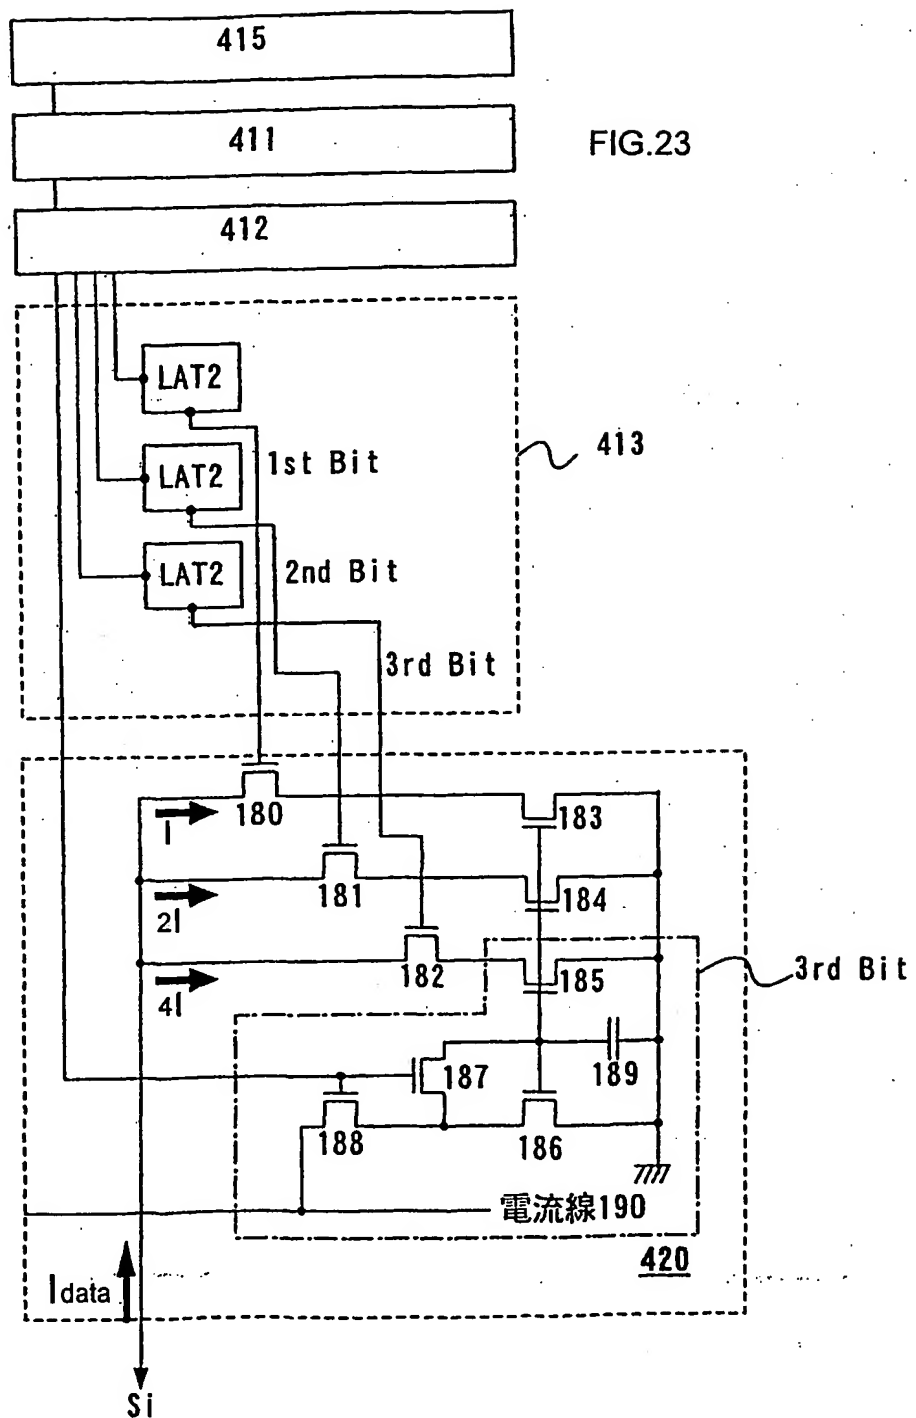 415
411
FIG.23
412
LAT2
413
1st Bit
LAT2
2nd Bit
LAT2
3rd Bit
I
180
183
2I
181
184
4I
182
185
3rd Bit
187
189
188
186
電流線190
420
Idata
Si